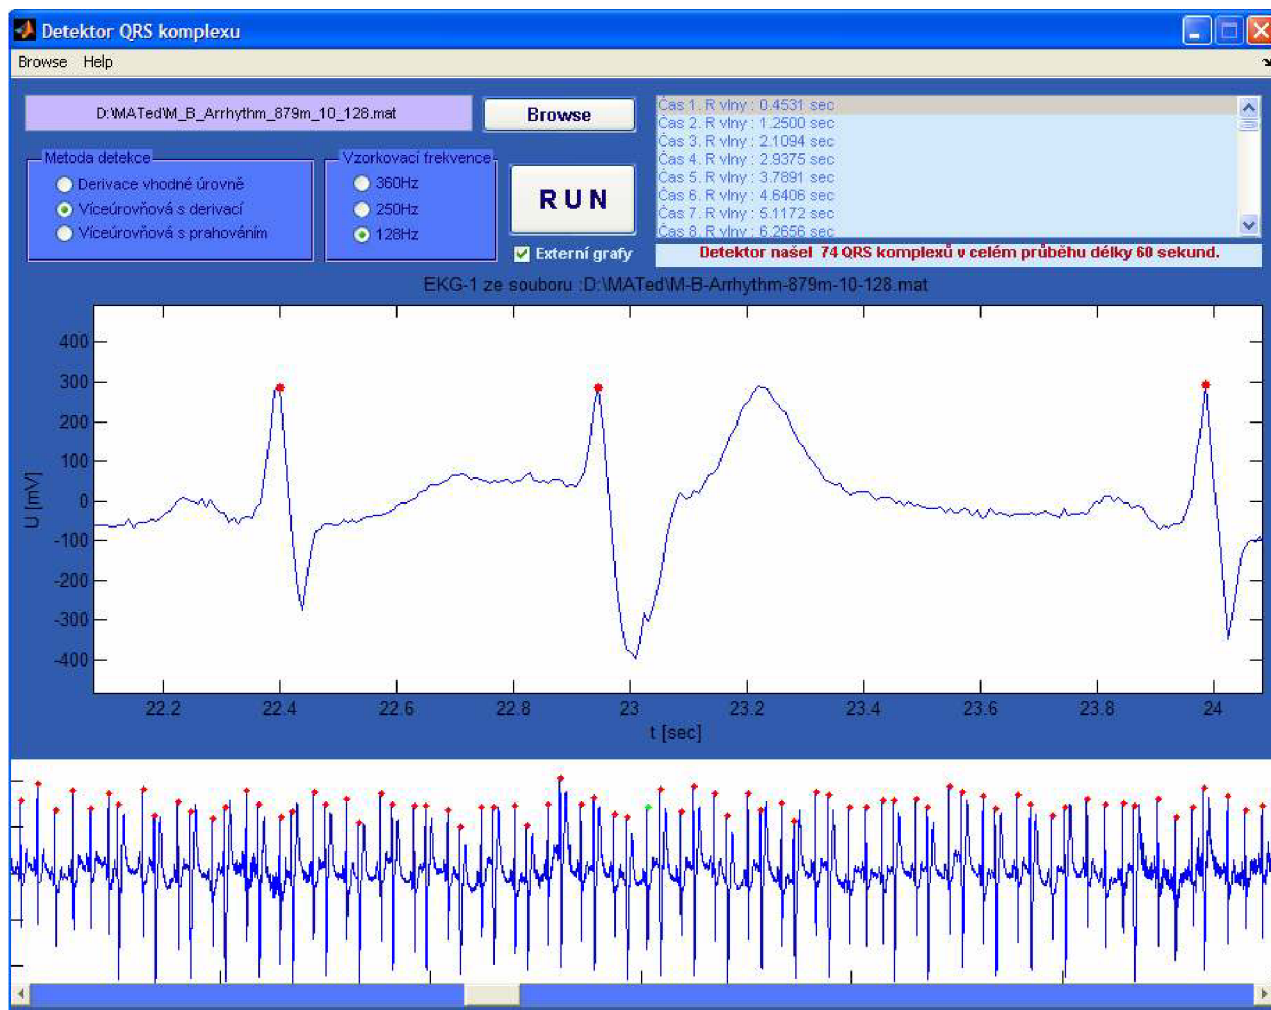 Detektor QRS komplexu
Browse Help
D:\MATed\M_B_Arrhythm_879m_10_128.mat
Browse
Metoda detekce
Derivace vhodné úrovně
Víceúrovňová s derivací
Víceúrovňová s prahováním
Vzorkovací frekvence
360Hz
250Hz
128Hz
RUN
Externí grafy
Čas 1. R vlny : 0.4531 sec
Čas 2. R vlny : 1.2500 sec
Čas 3. R vlny : 2.1094 sec
Čas 4. R vlny : 2.9375 sec
Čas 5. R vlny : 3.7891 sec
Čas 6. R vlny : 4.6406 sec
Čas 7. R vlny : 5.1172 sec
Čas 8. R vlny : 6.2656 sec
Detektor našel 74 QRS komplexů v celém průběhu délky 60 sekund.
EKG-1 ze souboru :D:\MATed\M-B-Arrhythm-879m-10-128.mat
U [mV]
400
300
200
100
0
-100
-200
-300
-400
22.2 22.4 22.6 22.8 23 23.2 23.4 23.6 23.8 24
t [sec]